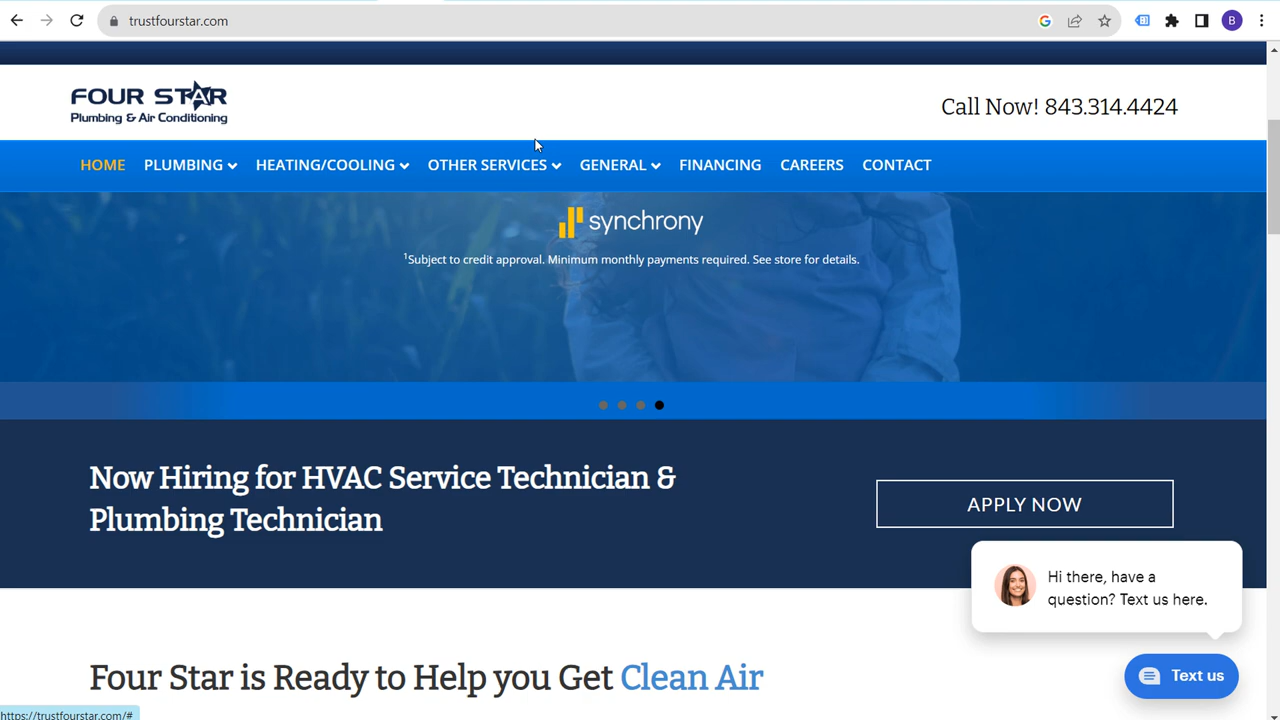 trustfourstar.com
B
FOUR STAR
Plumbing & Air Conditioning
Call Now! 843.314.4424
HOME PLUMBING HEATING/COOLING OTHER SERVICES GENERAL FINANCING CAREERS CONTACT
synchrony
¹Subject to credit approval. Minimum monthly payments required. See store for details.
Now Hiring for HVAC Service Technician &
Plumbing Technician
APPLY NOW
Hi there, have a
question? Text us here.
Four Star is Ready to Help you Get Clean Air
Text us
https://trustfourstar.com/#